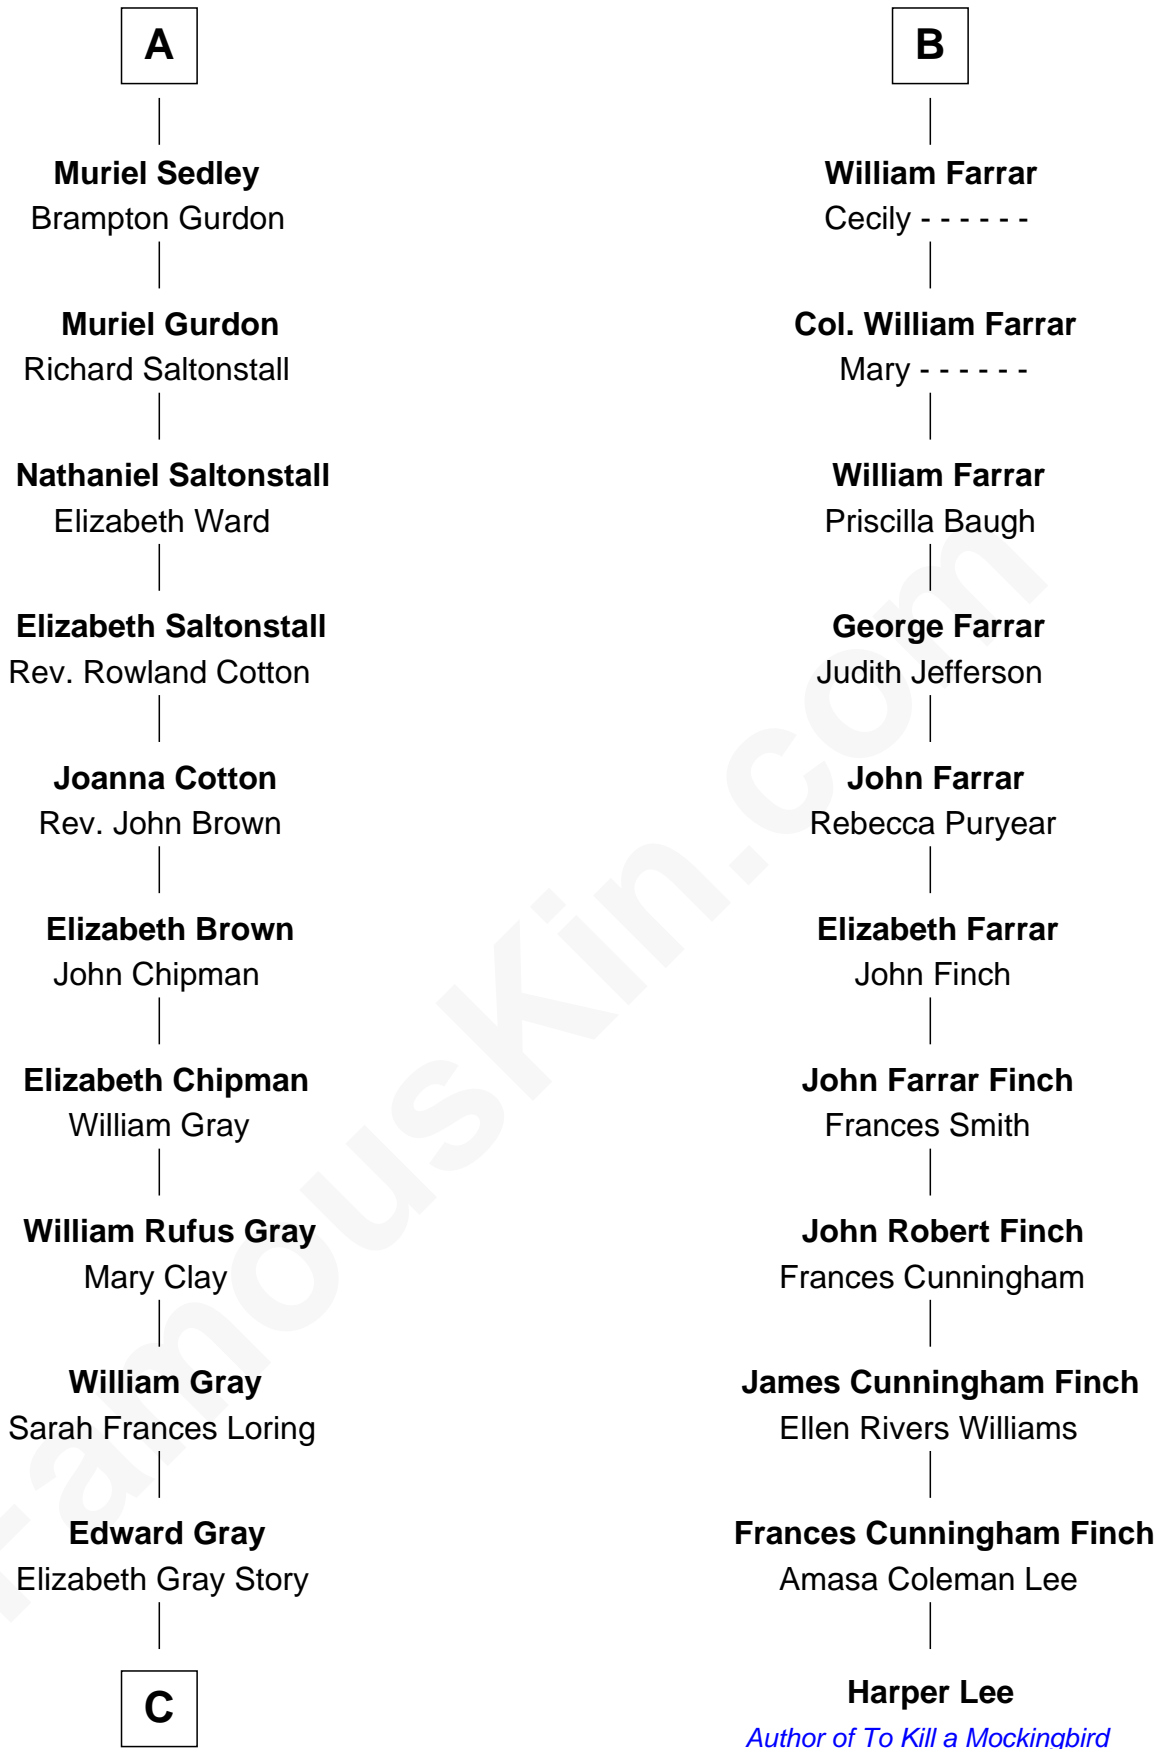 A
Muriel Sedley
Brampton Gurdon
Muriel Gurdon
Richard Saltonstall
Nathaniel Saltonstall
Elizabeth Ward
Elizabeth Saltonstall
Rev. Rowland Cotton
Joanna Cotton
Rev. John Brown
Elizabeth Brown
John Chipman
Elizabeth Chipman
William Gray
William Rufus Gray
Mary Clay
William Gray
Sarah Frances Loring
Edward Gray
Elizabeth Gray Story
C
B
William Farrar
Cecily - - - - - -
Col. William Farrar
Mary - - - - - -
William Farrar
Priscilla Baugh
George Farrar
Judith Jefferson
John Farrar
Rebecca Puryear
Elizabeth Farrar
John Finch
John Farrar Finch
Frances Smith
John Robert Finch
Frances Cunningham
James Cunningham Finch
Ellen Rivers Williams
Frances Cunningham Finch
Amasa Coleman Lee
Harper Lee
Author of To Kill a Mockingbird
FamousKin.com